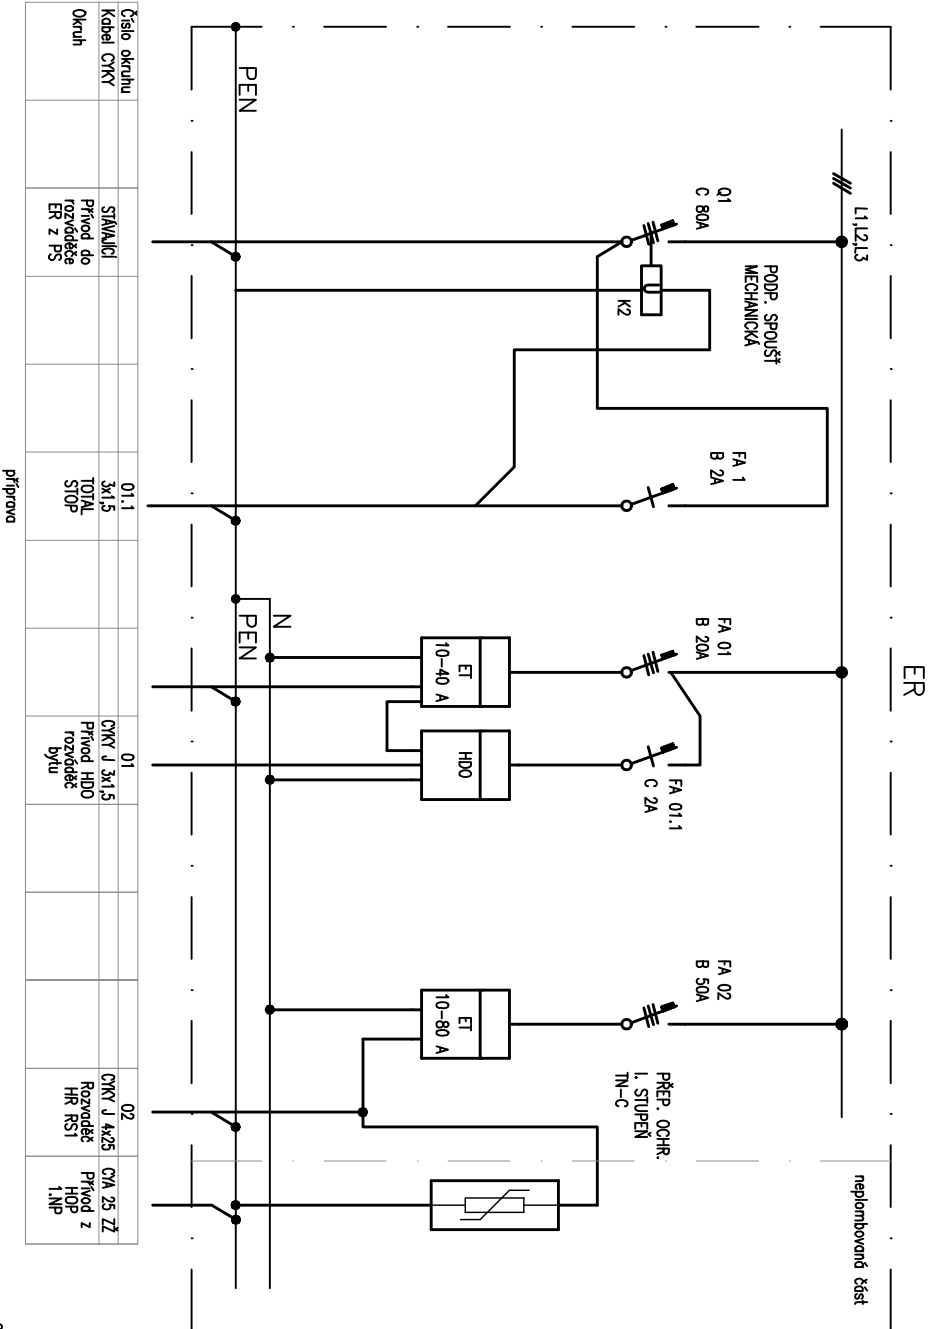 ER
L1,L2,L3
neplombovaná část
PODP. SPOUŠŤ
MECHANICKÁ
Q1
C 80A
K2
FA 1
B 2A
FA 01
B 20A
FA 01.1
C 2A
FA 02
B 50A
PŘEP. OCHR.
I. STUPEŇ
TN-C
ET
10-40 A
HDO
ET
10-80 A
PEN
N
PEN
Číslo okruhu
01.1
01
02
Kabel CYKY
STÁVAJÍCÍ
3x1,5
CYKY J 3x1,5
CYKY J 4x25
CYA 25 ZŽ
Okruh
Přívod do
rozváděče
ER z PS
TOTAL
STOP
Přívod HDO
rozváděč
bytu
Rozvaděč
HR RS1
Přívod z
HOP
1.NP
příprava